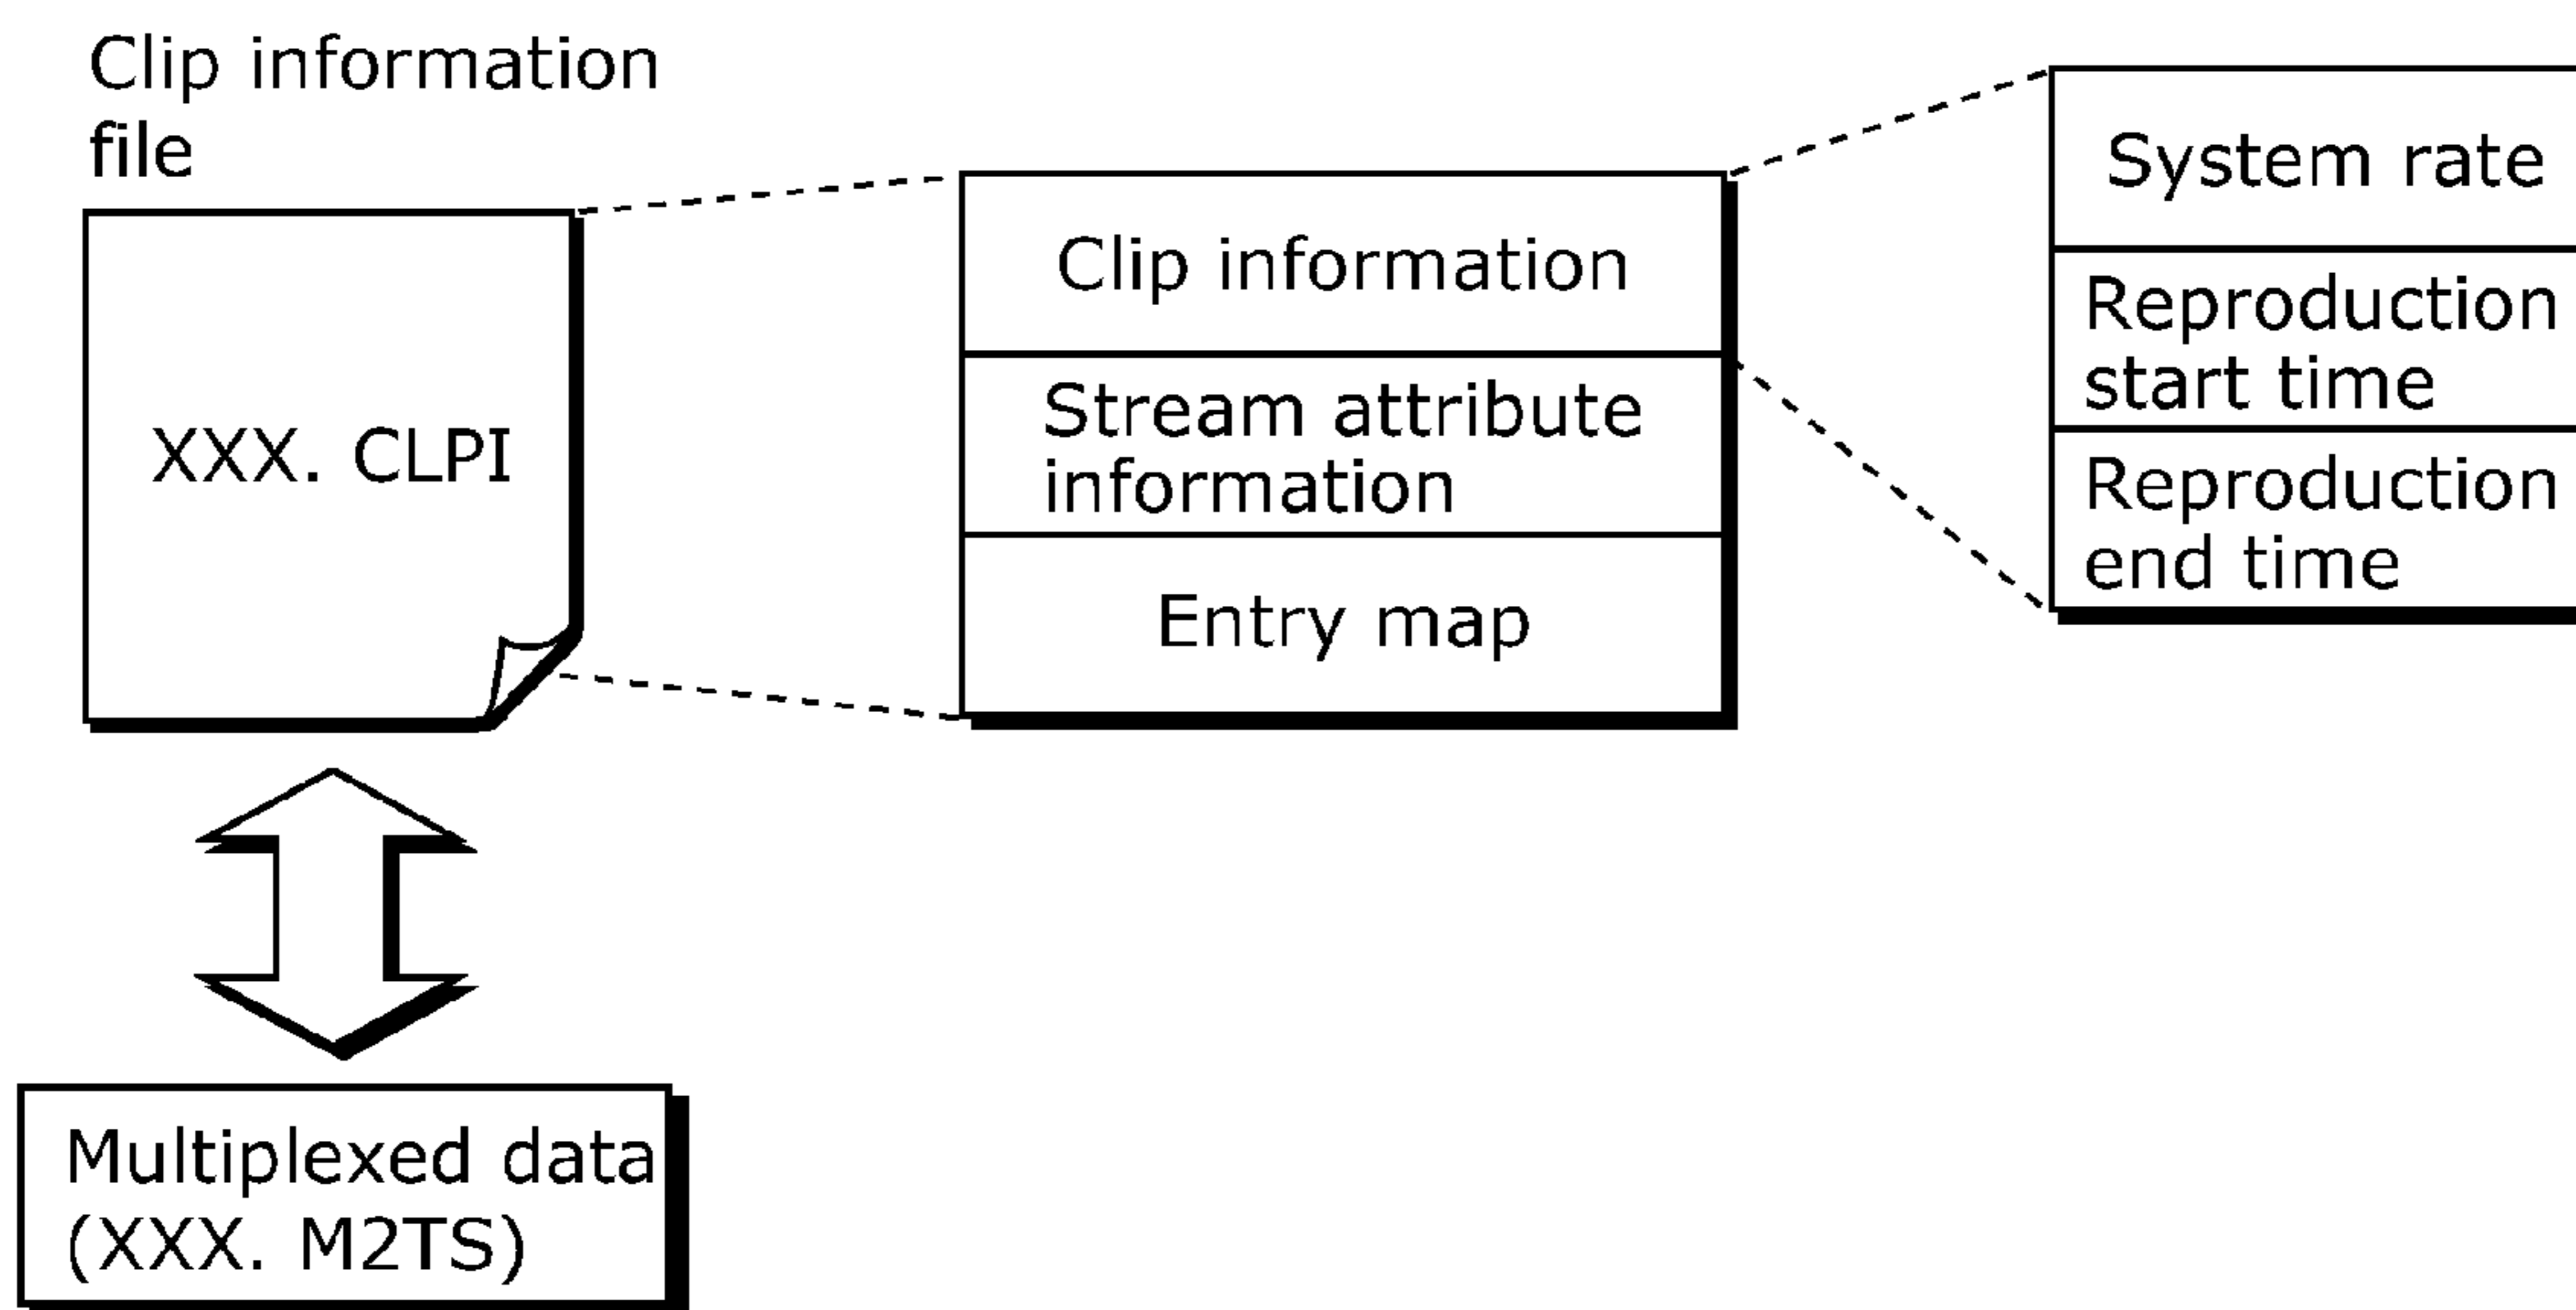 Clip information
file
XXX. CLPI
Clip information
Stream attribute
information
Entry map
System rate
Reproduction
start time
Reproduction
end time
Multiplexed data
(XXX. M2TS)